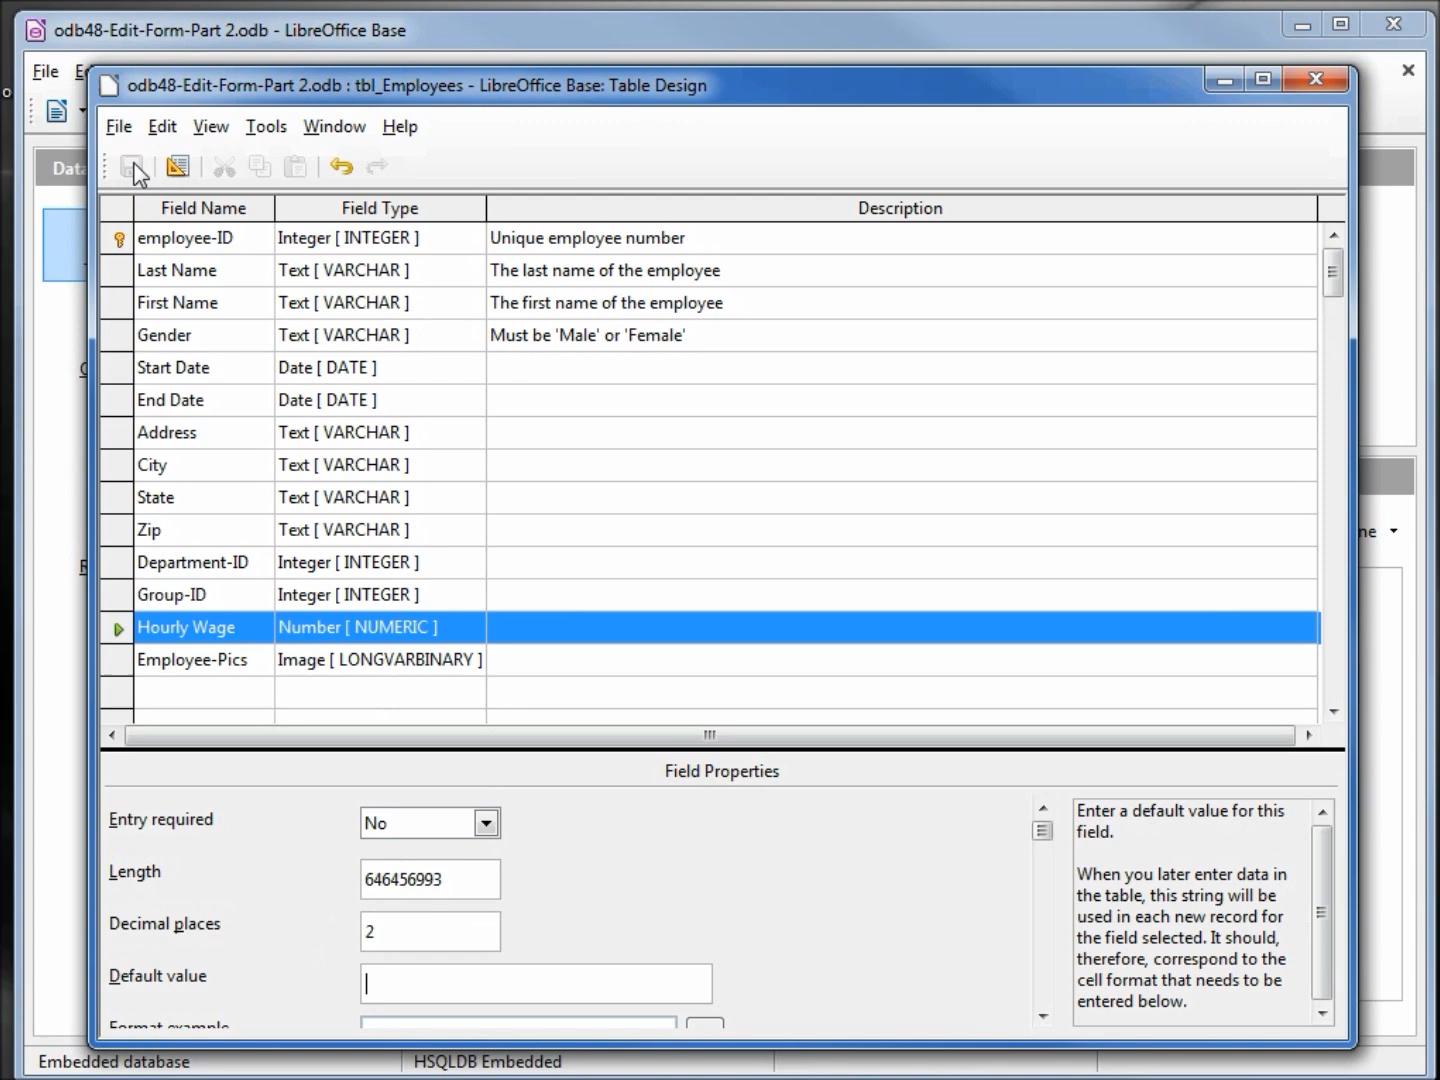 odb48-Edit-Form-Part 2.odb - LibreOffice Base
File
odb48-Edit-Form-Part 2.odb : tbl_Employees - LibreOffice Base: Table Design
File Edit View Tools Window Help
Field Name Field Type Description
employee-ID Integer [ INTEGER ] Unique employee number
Last Name Text [ VARCHAR ] The last name of the employee
First Name Text [ VARCHAR ] The first name of the employee
Gender Text [ VARCHAR ] Must be 'Male' or 'Female'
Start Date Date [ DATE ]
End Date Date [ DATE ]
Address Text [ VARCHAR ]
City Text [ VARCHAR ]
State Text [ VARCHAR ]
Zip Text [ VARCHAR ]
Department-ID Integer [ INTEGER ]
Group-ID Integer [ INTEGER ]
Hourly Wage Number [ NUMERIC ]
Employee-Pics Image [ LONGVARBINARY ]
Field Properties
Entry required No
Length 646456993
Decimal places 2
Default value
Format example
Enter a default value for this
field.
When you later enter data in
the table, this string will be
used in each new record for
the field selected. It should,
therefore, correspond to the
cell format that needs to be
entered below.
Embedded database HSQLDB Embedded